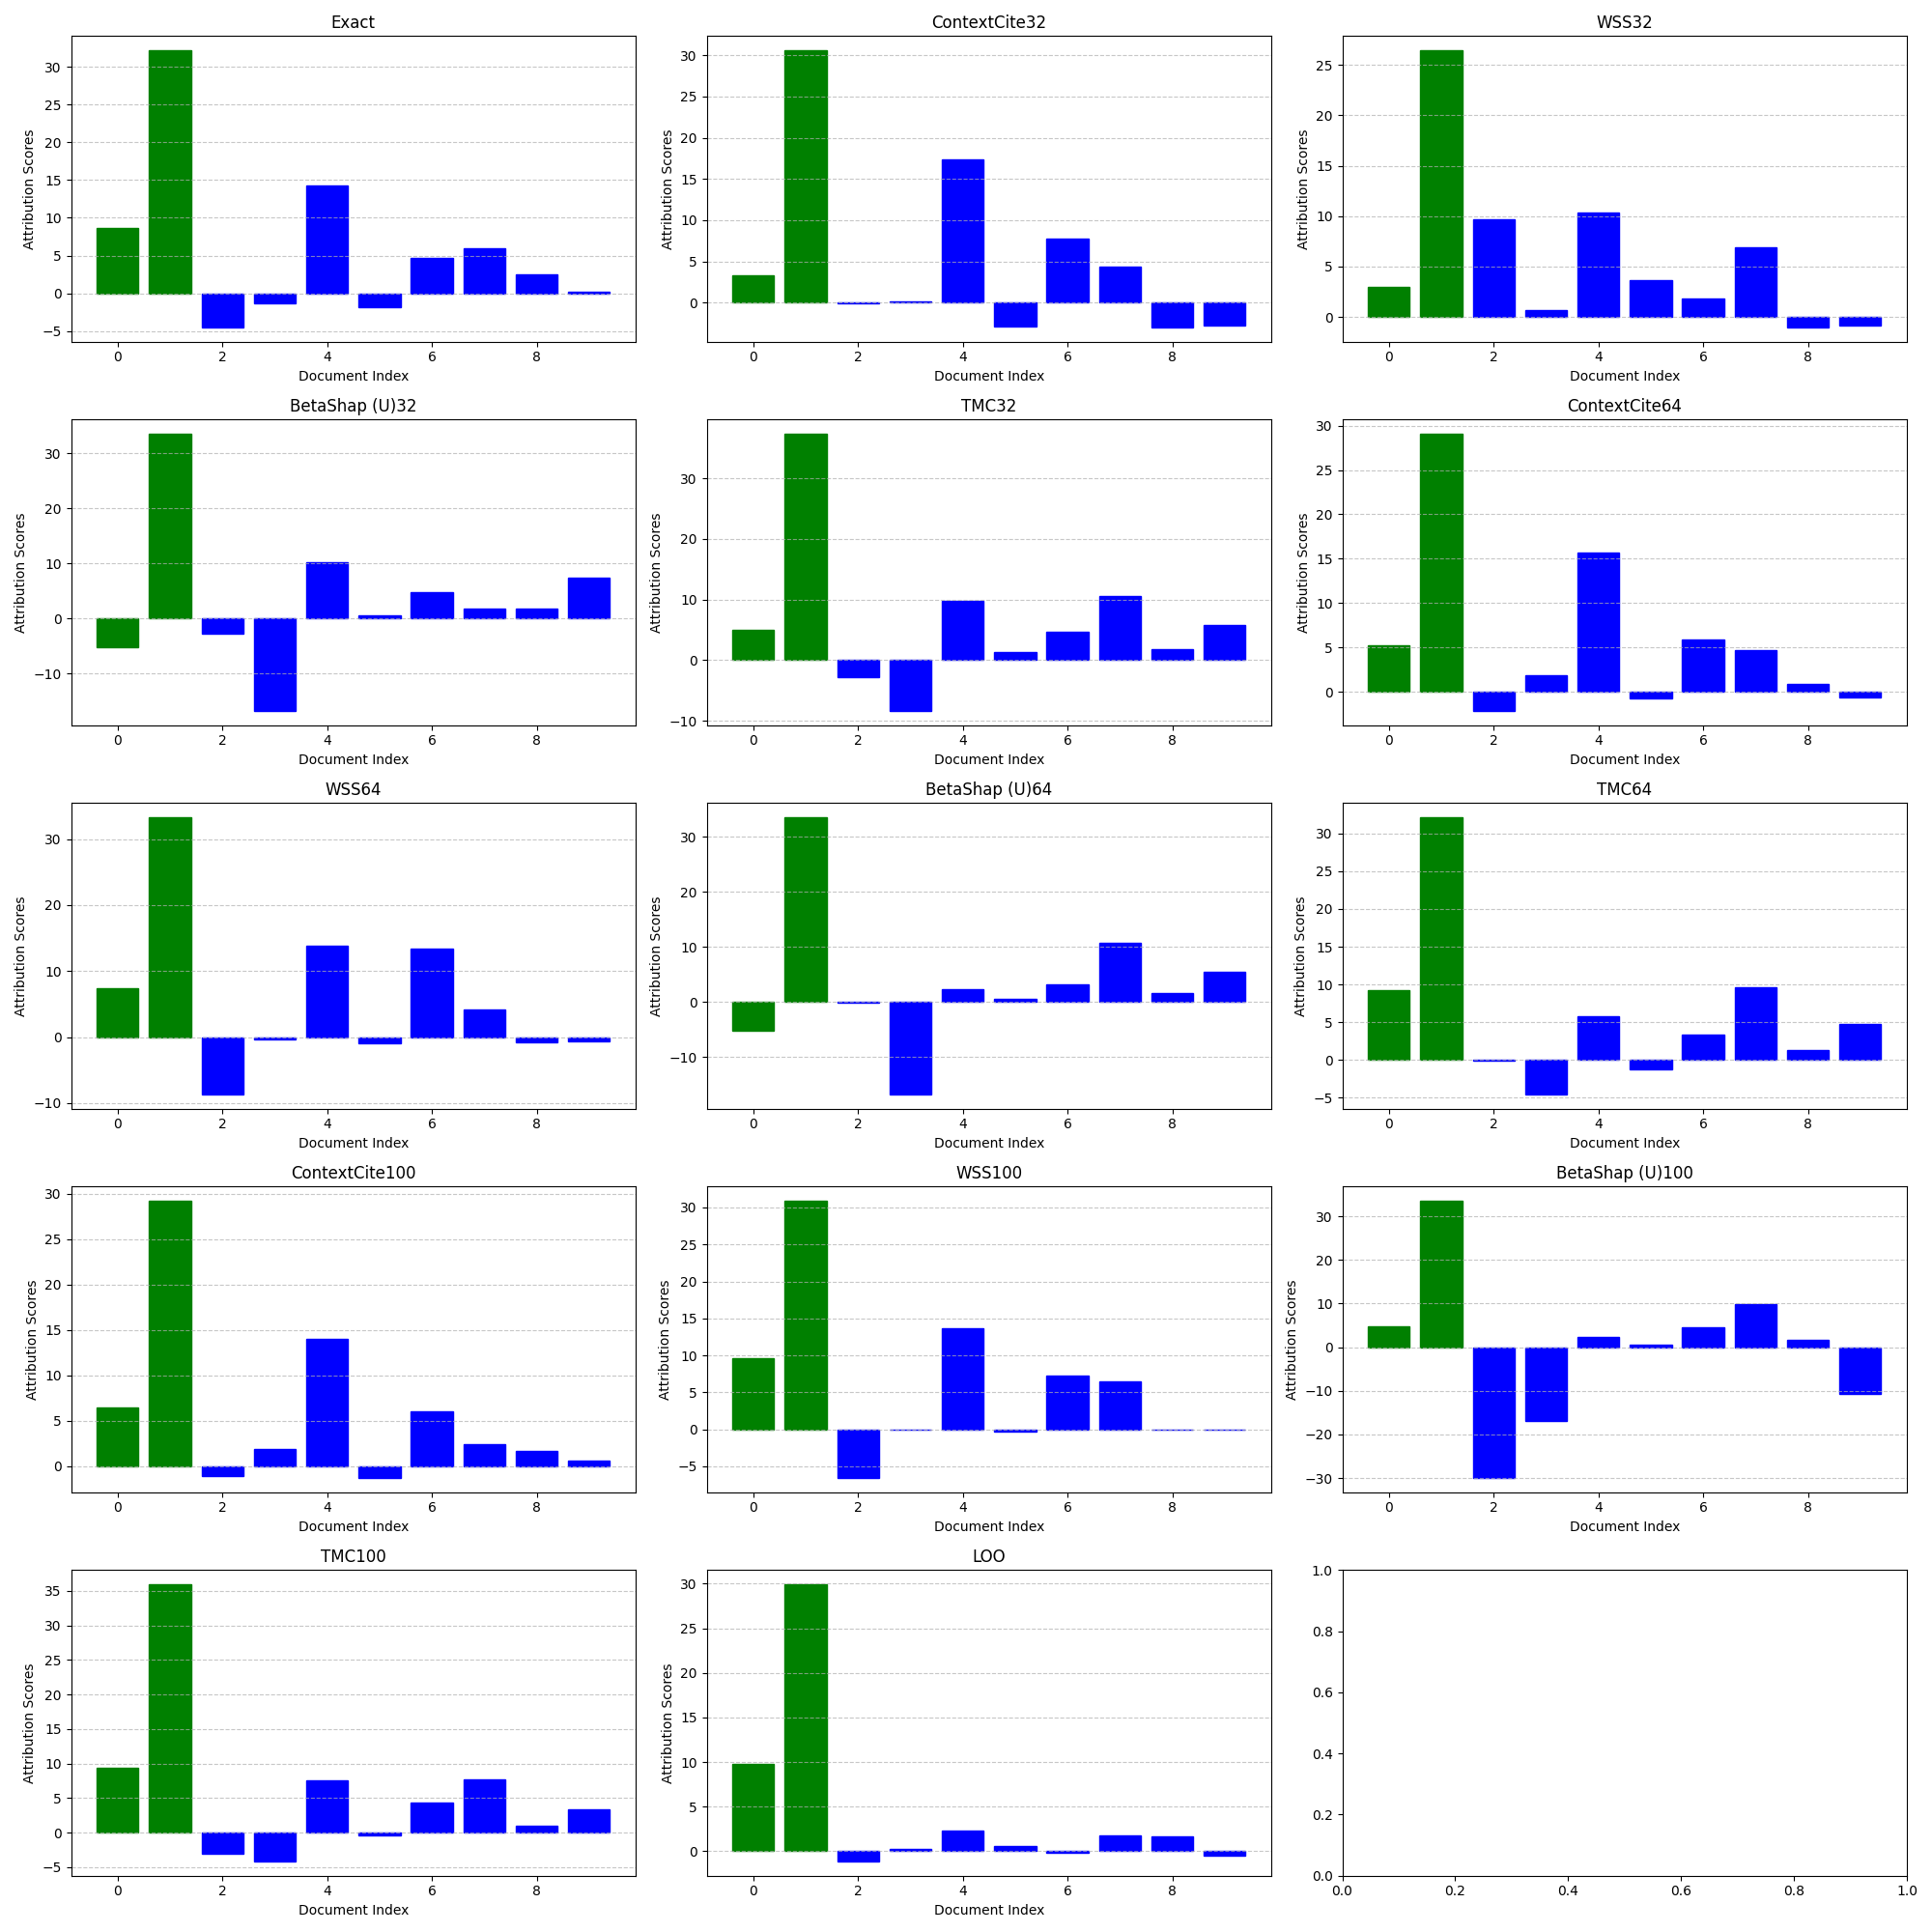 Exact
Attribution Scores
30
25
20
15
10
5
0
−5
0 2 4 6 8
Document Index
ContextCite32
Attribution Scores
30
25
20
15
10
5
0
0 2 4 6 8
Document Index
WSS32
Attribution Scores
25
20
15
10
5
0
0 2 4 6 8
Document Index
BetaShap (U)32
Attribution Scores
30
20
10
0
−10
0 2 4 6 8
Document Index
TMC32
Attribution Scores
30
20
10
0
−10
0 2 4 6 8
Document Index
ContextCite64
Attribution Scores
30
25
20
15
10
5
0
0 2 4 6 8
Document Index
WSS64
Attribution Scores
30
20
10
0
−10
0 2 4 6 8
Document Index
BetaShap (U)64
Attribution Scores
30
20
10
0
−10
0 2 4 6 8
Document Index
TMC64
Attribution Scores
30
25
20
15
10
5
0
−5
0 2 4 6 8
Document Index
ContextCite100
Attribution Scores
30
25
20
15
10
5
0
0 2 4 6 8
Document Index
WSS100
Attribution Scores
30
25
20
15
10
5
0
−5
0 2 4 6 8
Document Index
BetaShap (U)100
Attribution Scores
30
20
10
0
−10
−20
−30
0 2 4 6 8
Document Index
TMC100
Attribution Scores
35
30
25
20
15
10
5
0
−5
0 2 4 6 8
Document Index
LOO
Attribution Scores
30
25
20
15
10
5
0
0 2 4 6 8
Document Index
1.0
0.8
0.6
0.4
0.2
0.0
0.0 0.2 0.4 0.6 0.8 1.0